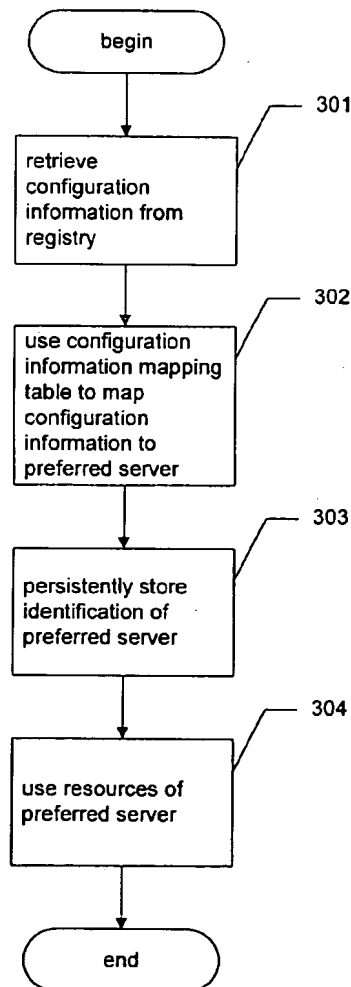 begin
301
retrieve
configuration
information from
registry
302
use configuration
information mapping
table to map
configuration
information to
preferred server
303
persistently store
identification of
preferred server
304
use resources of
preferred server
end